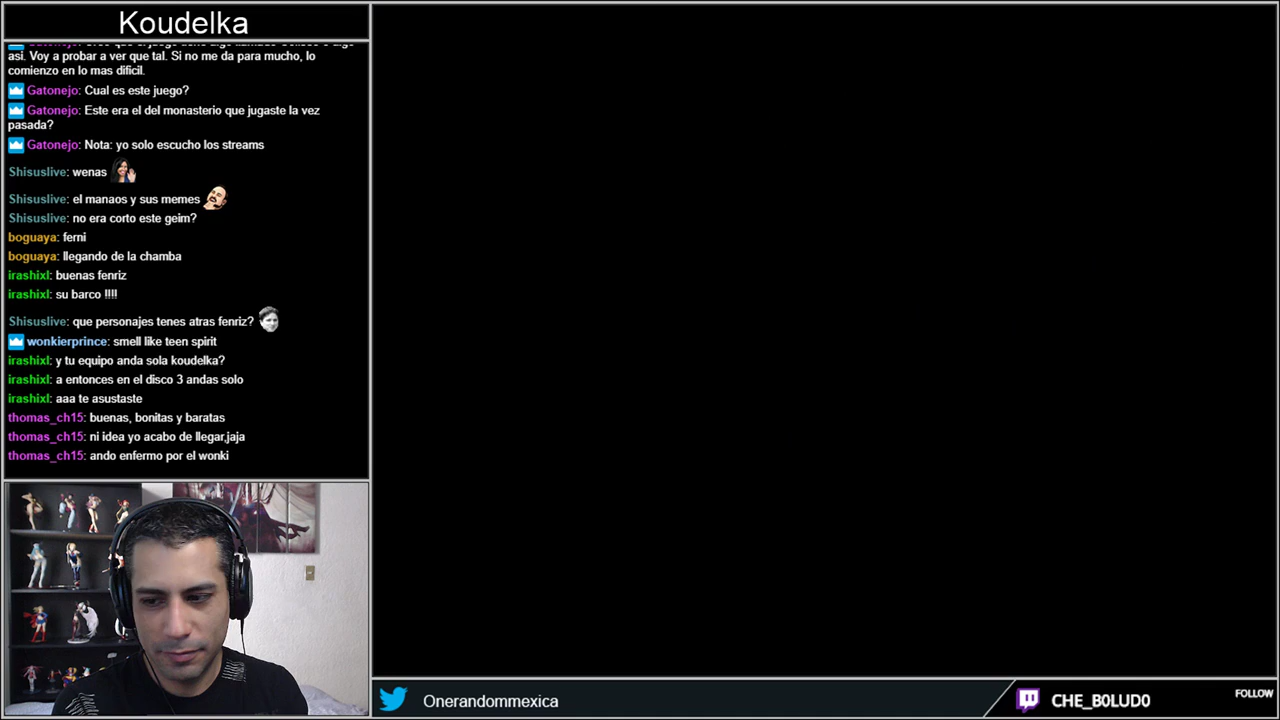 Koudelka
asi. Voy a probar a ver que tal. Si no me da para mucho, lo
comienzo en lo mas dificil.
Gatonejo: Cual es este juego?
Gatonejo: Este era el del monasterio que jugaste la vez
pasada?
Gatonejo: Nota: yo solo escucho los streams
Shisuslive: wenas
Shisuslive: el manaos y sus memes
Shisuslive: no era corto este geim?
boguaya: ferni
boguaya: llegando de la chamba
irashixl: buenas fenriz
irashixl: su barco !!!!
Shisuslive: que personajes tenes atras fenriz?
wonkierprince: smell like teen spirit
irashixl: y tu equipo anda sola koudelka?
irashixl: a entonces en el disco 3 andas solo
irashixl: aaa te asustaste
thomas_ch15: buenas, bonitas y baratas
thomas_ch15: ni idea yo acabo de llegar,jaja
thomas_ch15: ando enfermo por el wonki
Onerandommexica
CHE_B0LUD0
FOLLOW